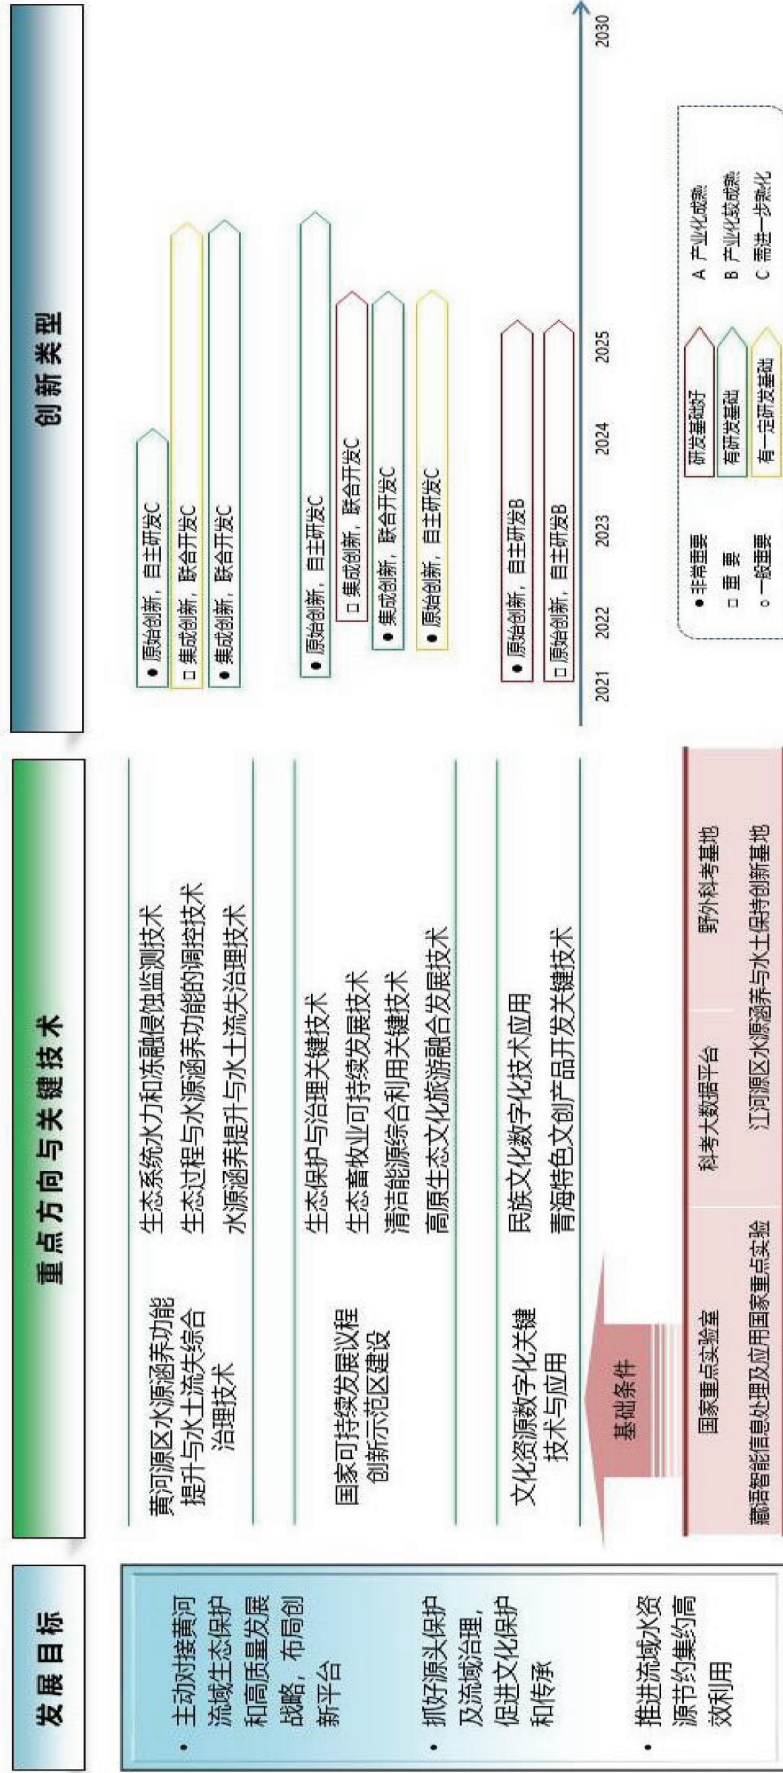 发展目标
重点方向与关键技术
创新类型
• 主动对接黄河
流域生态保护
和高质量发展
战略，布局创
新平台
• 抓好源头保护
及流域治理，
促进文化保护
和传承
• 推进流域水资
源节约集约高
效利用
黄河源区水源涵养功能
提升与水土流失综合
治理技术
生态系统水力和冻融侵蚀监测技术
生态过程与水源涵养功能的调控技术
水源涵养提升与水土流失治理技术
● 原始创新，自主研发C
□ 集成创新，联合开发C
● 集成创新，联合开发C
国家可持续发展议程
创新示范区建设
生态保护与治理关键技术
生态畜牧业可持续发展技术
清洁能源综合利用关键技术
高原生态文化旅游融合发展技术
● 原始创新，自主研发C
□ 集成创新，联合开发C
● 集成创新，联合开发C
● 原始创新，自主研发C
文化资源数字化关键
技术与应用
民族文化数字化技术应用
青海特色文创产品开发关键技术
● 原始创新，自主研发B
□ 原始创新，自主研发B
2021 2022 2023 2024 2025 2030
基础条件
国家重点实验室 科考大数据平台 野外科考基地
藏语智能信息处理及应用国家重点实验 江河源区水源涵养与水土保持创新基地
● 非常重要 研发基础好 A 产业化成熟
□ 重 要 有研发基础 B 产业化较成熟
○ 一般重要 有一定研发基础 C 需进一步熟化